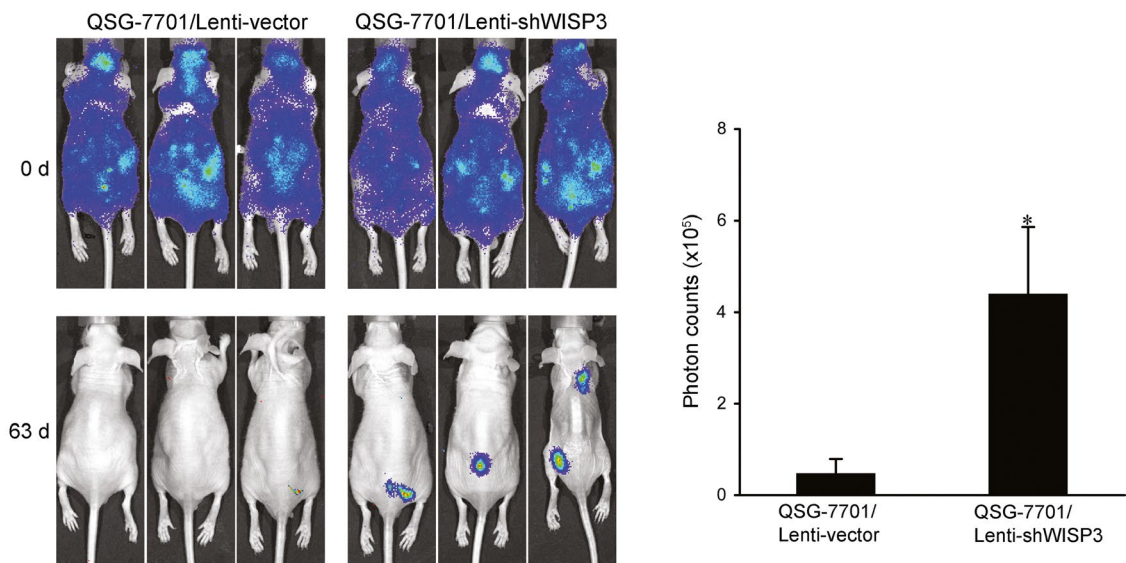 QSG-7701/Lenti-vector
QSG-7701/Lenti-shWISP3
0 d
63 d
Photon counts (x10⁵)
8
6
4
2
0
*
QSG-7701/
Lenti-vector
QSG-7701/
Lenti-shWISP3